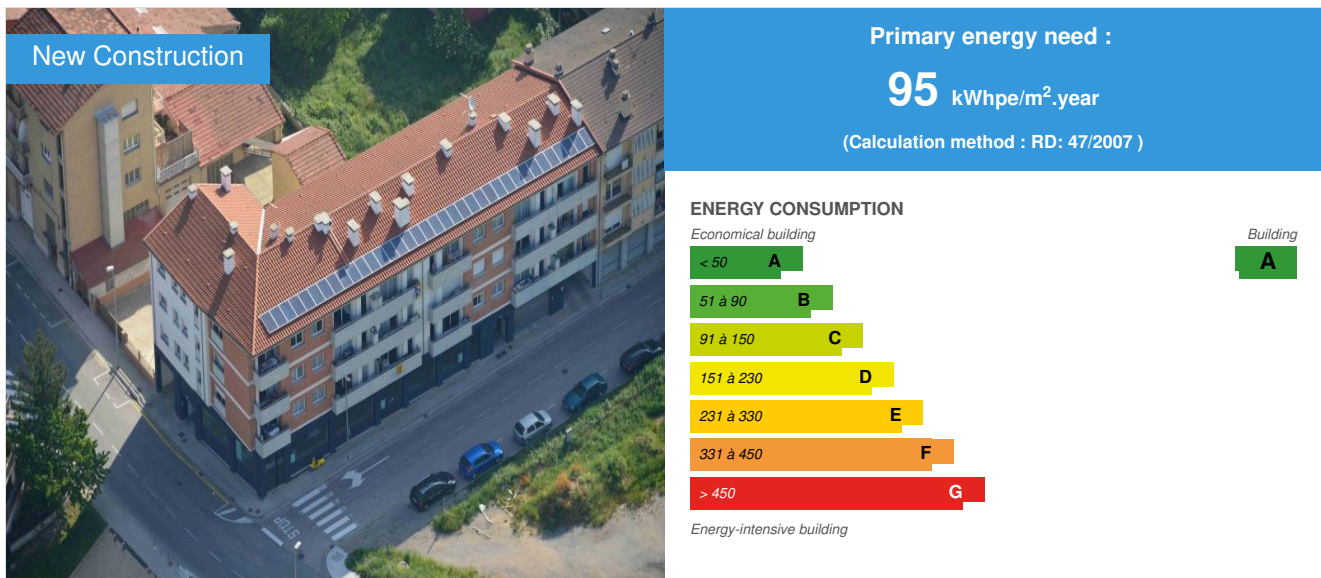 New Construction
Primary energy need :
95 kWhpe/m².year
(Calculation method : RD: 47/2007 )
ENERGY CONSUMPTION
Economical building
Building
< 50 A
A
51 à 90 B
91 à 150 C
151 à 230 D
231 à 330 E
331 à 450 F
> 450 G
Energy-intensive building
STOP